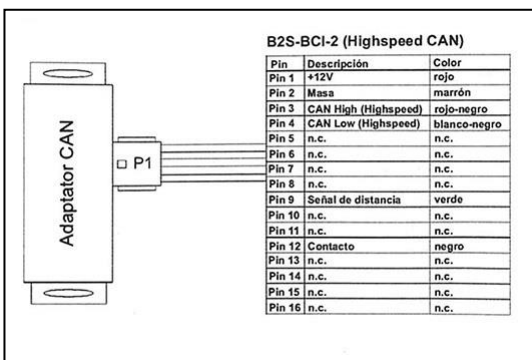 B2S-BCI-2 (Highspeed CAN)
Pin Descripción Color
Pin 1 +12V rojo
Pin 2 Masa marrón
Pin 3 CAN High (Highspeed) rojo-negro
Pin 4 CAN Low (Highspeed) blanco-negro
Pin 5 n.c. n.c.
Pin 6 n.c. n.c.
Pin 7 n.c. n.c.
Pin 8 n.c. n.c.
Pin 9 Señal de distancia verde
Pin 10 n.c. n.c.
Pin 11 n.c. n.c.
Pin 12 Contacto negro
Pin 13 n.c. n.c.
Pin 14 n.c. n.c.
Pin 15 n.c. n.c.
Pin 16 n.c. n.c.
Adaptator CAN
P1